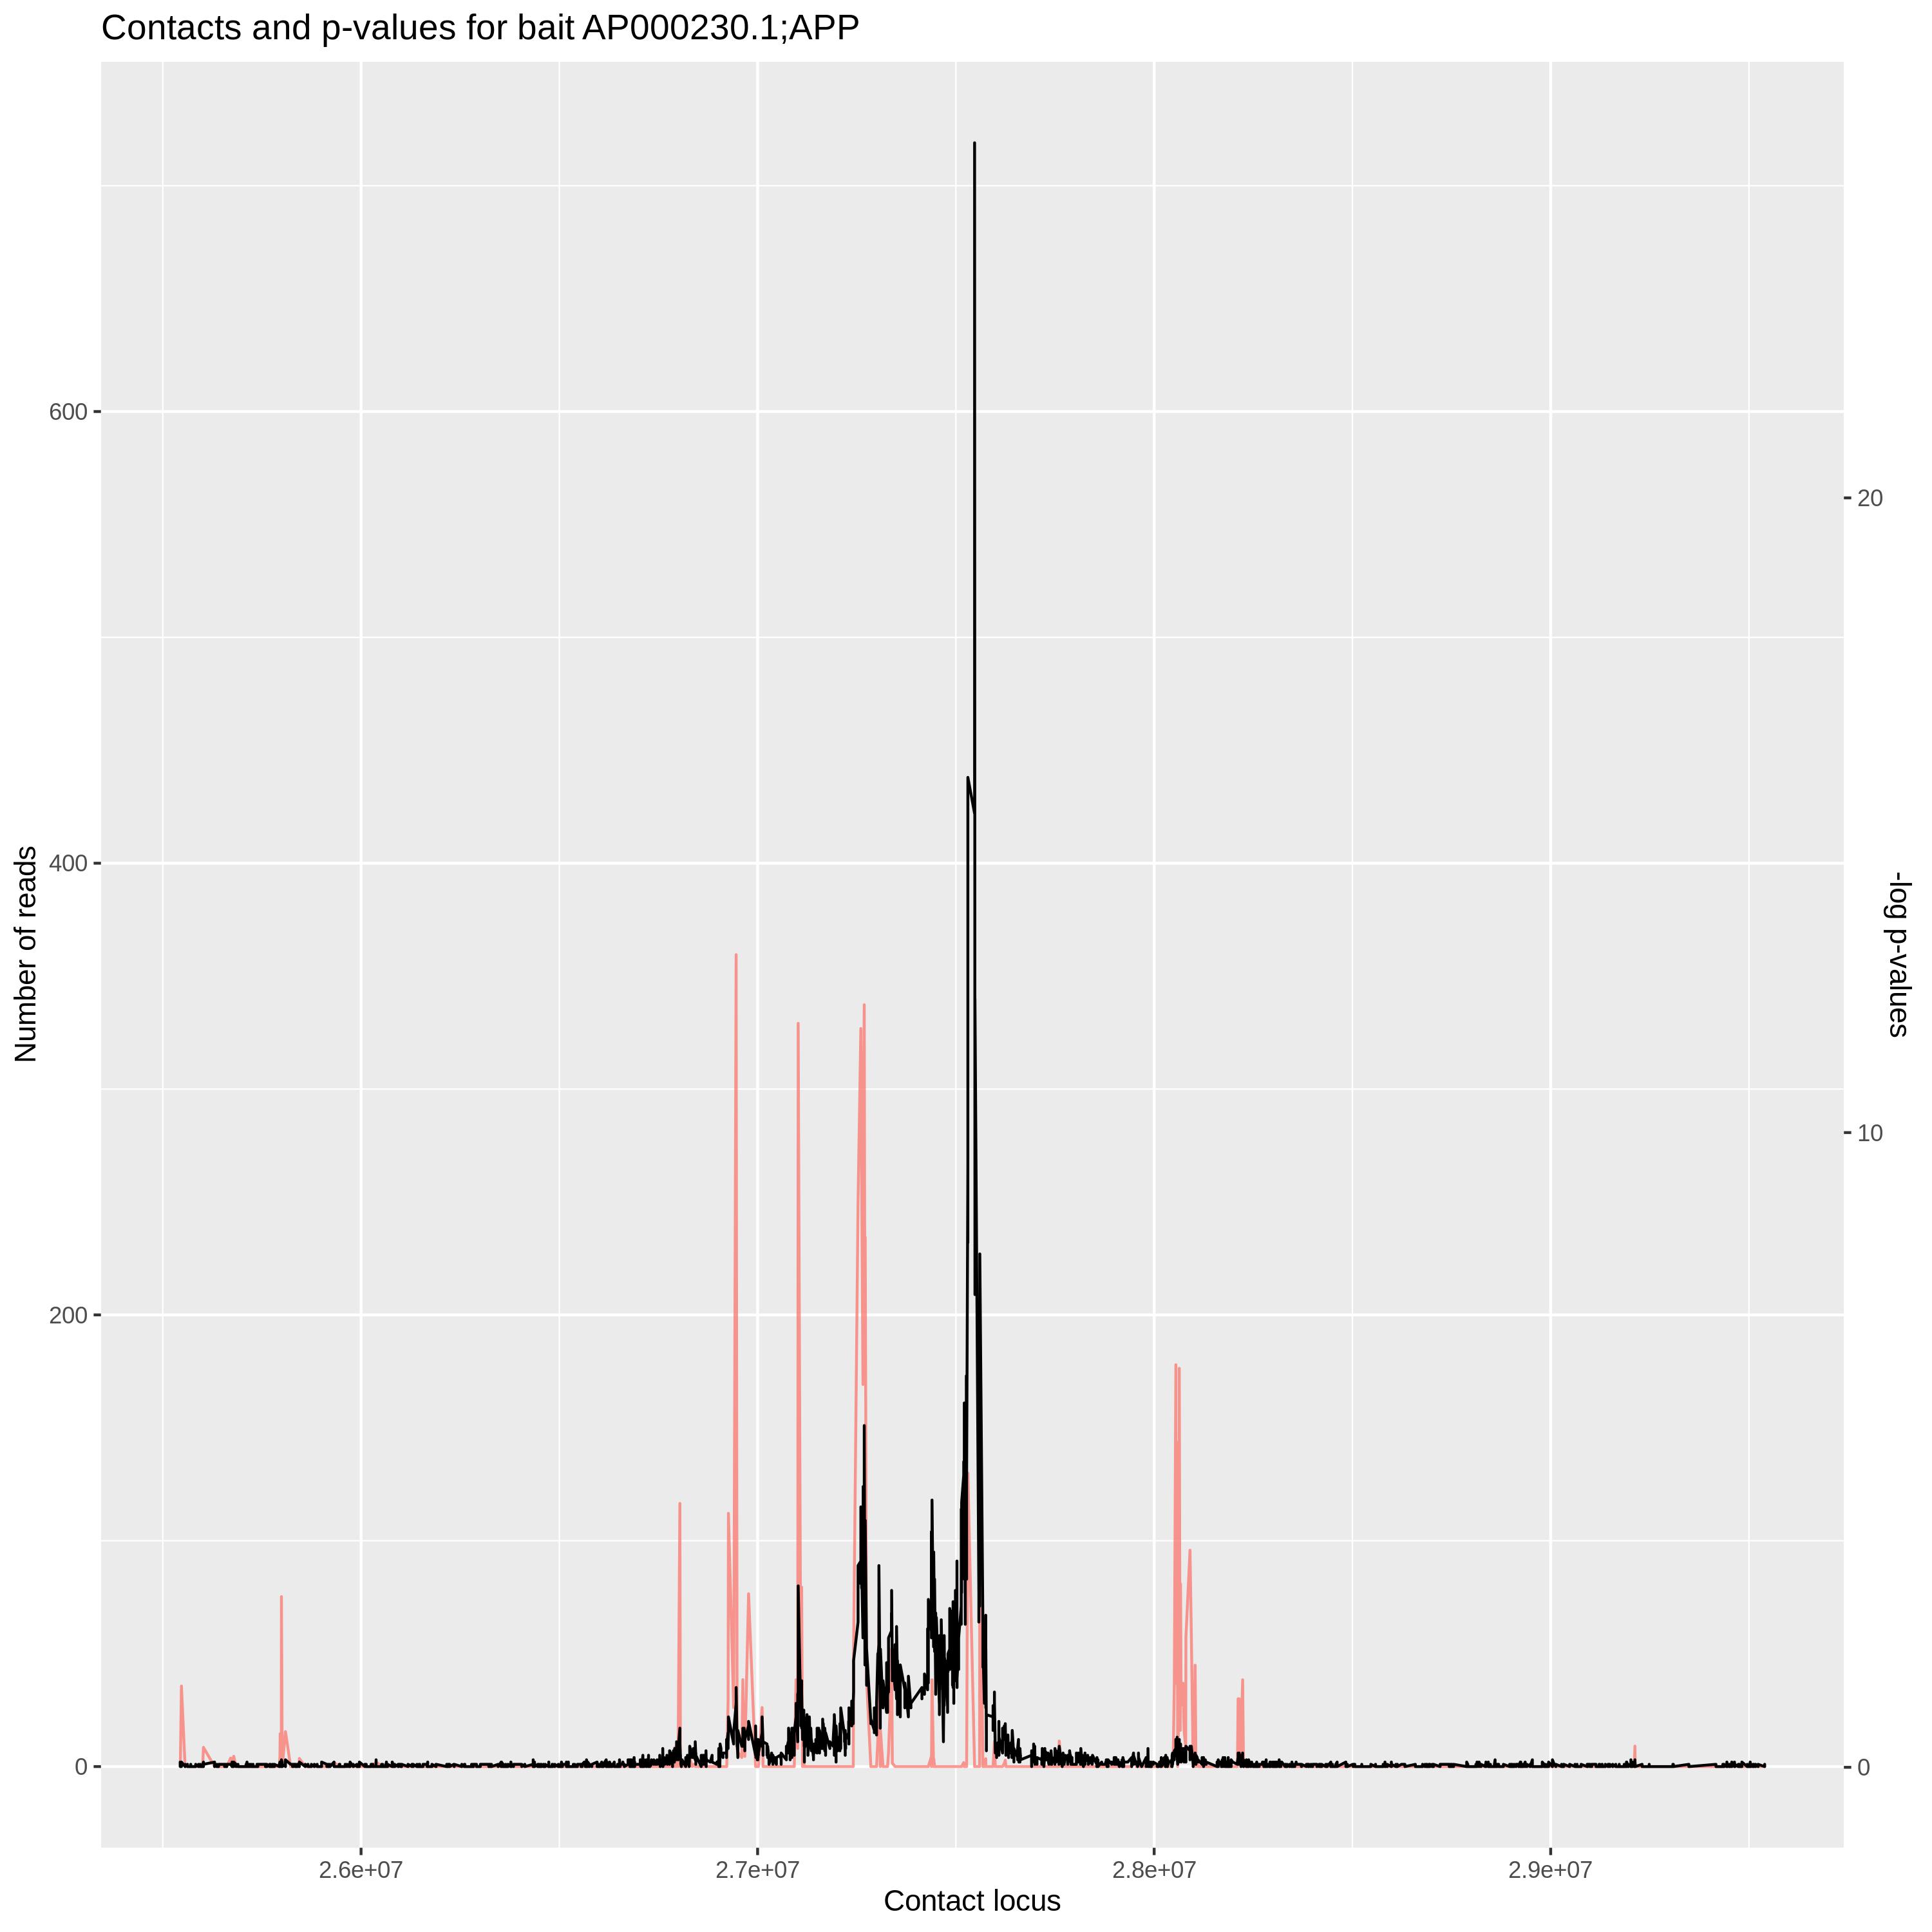 Contacts and p-values for bait AP000230.1;APP
600
400
200
0
Number of reads
20
10
0
-log p-values
2.6e+07
2.7e+07
2.8e+07
2.9e+07
Contact locus